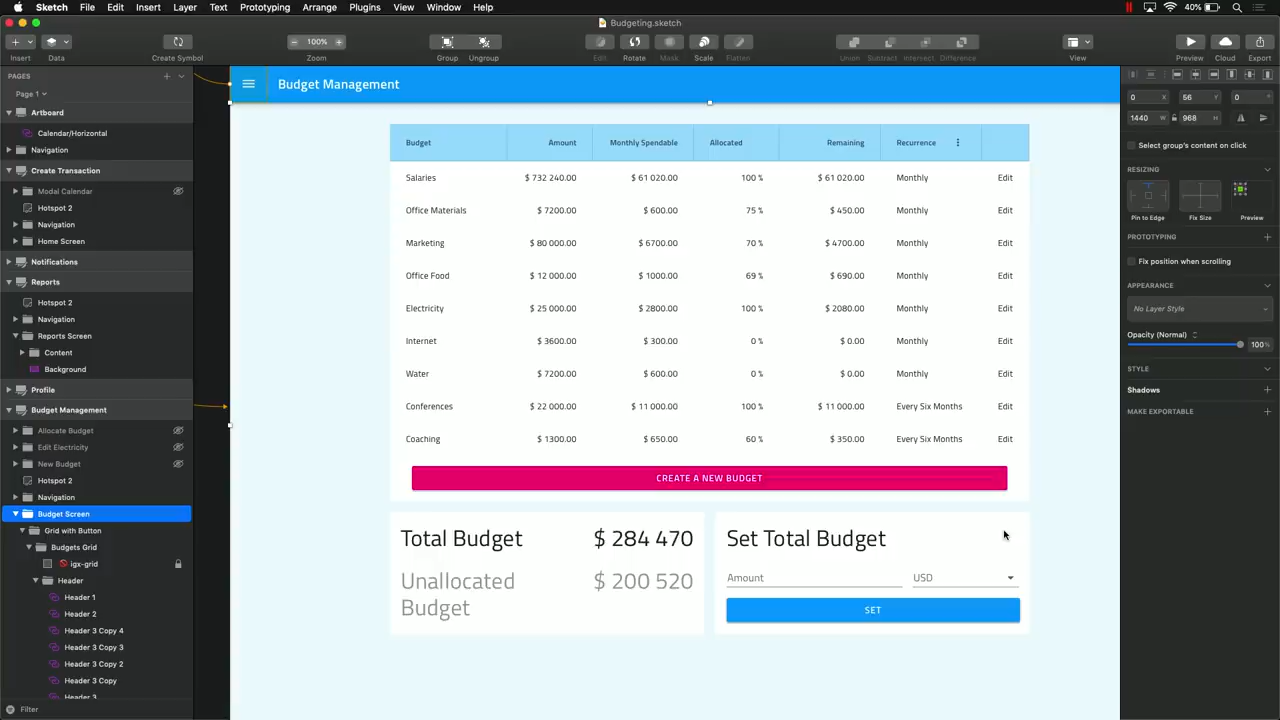 Sketch File Edit Insert Layer Text Prototyping Arrange Plugins View Window Help 40%
Budgeting.sketch
100%
Insert Data Create Symbol Zoom Group Ungroup Edit Rotate Mask Scale Flatten Union Subtract Intersect Difference View Preview Cloud Export
PAGES
Page 1
Artboard
Calendar/Horizontal
Navigation
Create Transaction
Modal Calendar
Hotspot 2
Navigation
Home Screen
Notifications
Reports
Hotspot 2
Navigation
Reports Screen
Content
Background
Profile
Budget Management
Allocate Budget
Edit Electricity
New Budget
Hotspot 2
Navigation
Budget Screen
Grid with Button
Budgets Grid
igx-grid
Header
Header 1
Header 2
Header 3 Copy 4
Header 3 Copy 3
Header 3 Copy 2
Header 3 Copy
Header 3
Filter
Budget Management
Budget Amount Monthly Spendable Allocated Remaining Recurrence
Salaries $ 732 240.00 $ 61 020.00 100 % $ 61 020.00 Monthly Edit
Office Materials $ 7200.00 $ 600.00 75 % $ 450.00 Monthly Edit
Marketing $ 80 000.00 $ 6700.00 70 % $ 4700.00 Monthly Edit
Office Food $ 12 000.00 $ 1000.00 69 % $ 690.00 Monthly Edit
Electricity $ 25 000.00 $ 2800.00 100 % $ 2080.00 Monthly Edit
Internet $ 3600.00 $ 300.00 0 % $ 0.00 Monthly Edit
Water $ 7200.00 $ 600.00 0 % $ 0.00 Monthly Edit
Conferences $ 22 000.00 $ 11 000.00 100 % $ 11 000.00 Every Six Months Edit
Coaching $ 1300.00 $ 650.00 60 % $ 350.00 Every Six Months Edit
CREATE A NEW BUDGET
Total Budget $ 284 470
Unallocated $ 200 520
Budget
Set Total Budget
Amount USD
SET
0 X 56 Y 0 °
1440 W 968 H
Select group's content on click
RESIZING
Pin to Edge Fix Size Preview
PROTOTYPING
Fix position when scrolling
APPEARANCE
No Layer Style
Opacity (Normal)
100%
STYLE
Shadows
MAKE EXPORTABLE